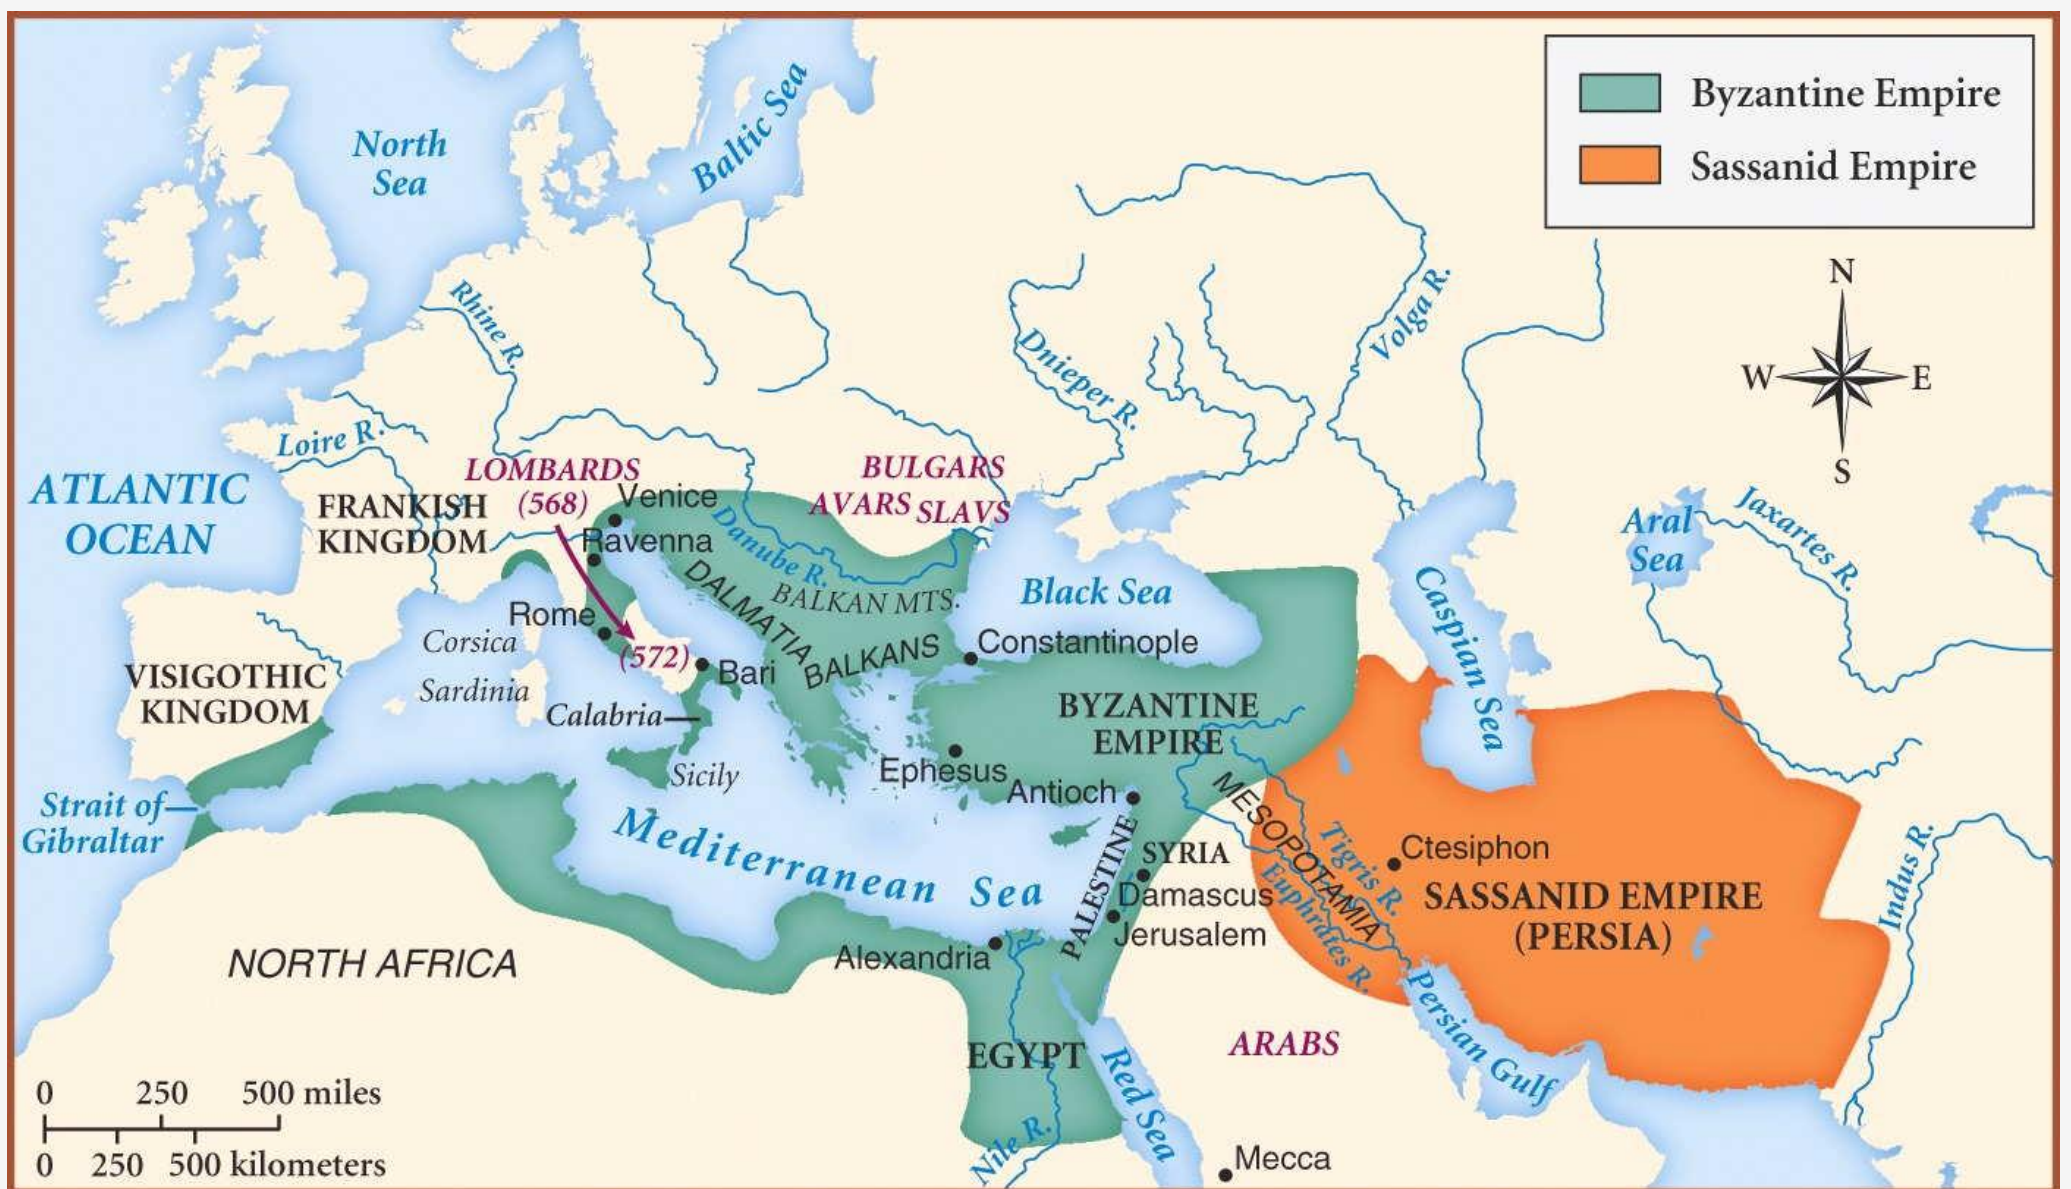 Byzantine Empire
Sassanid Empire
North
Sea
Baltic Sea
N
W
E
S
Rhine R.
Volga R.
Dnieper R.
Loire R.
ATLANTIC
OCEAN
FRANKISH
KINGDOM
LOMBARDS
(568)
Venice
BULGARS
AVARS
SLAVS
Ravenna
Danube R.
Aral
Sea
Jaxartes R.
DALMATIA
BALKAN MTS.
Black Sea
Caspian Sea
Rome
Corsica
(572)
Bari
BALKANS
Constantinople
VISIGOTHIC
KINGDOM
Sardinia
Calabria
BYZANTINE
EMPIRE
Ephesus
Sicily
Antioch
MESOPOTAMIA
Strait of
Gibraltar
Mediterranean Sea
PALESTINE
SYRIA
Tigris R.
Ctesiphon
Damascus
Euphrates R.
SASSANID EMPIRE
(PERSIA)
Indus R.
Jerusalem
NORTH AFRICA
Alexandria
Persian Gulf
EGYPT
Red Sea
ARABS
Nile R.
Mecca
0 250 500 miles
0 250 500 kilometers